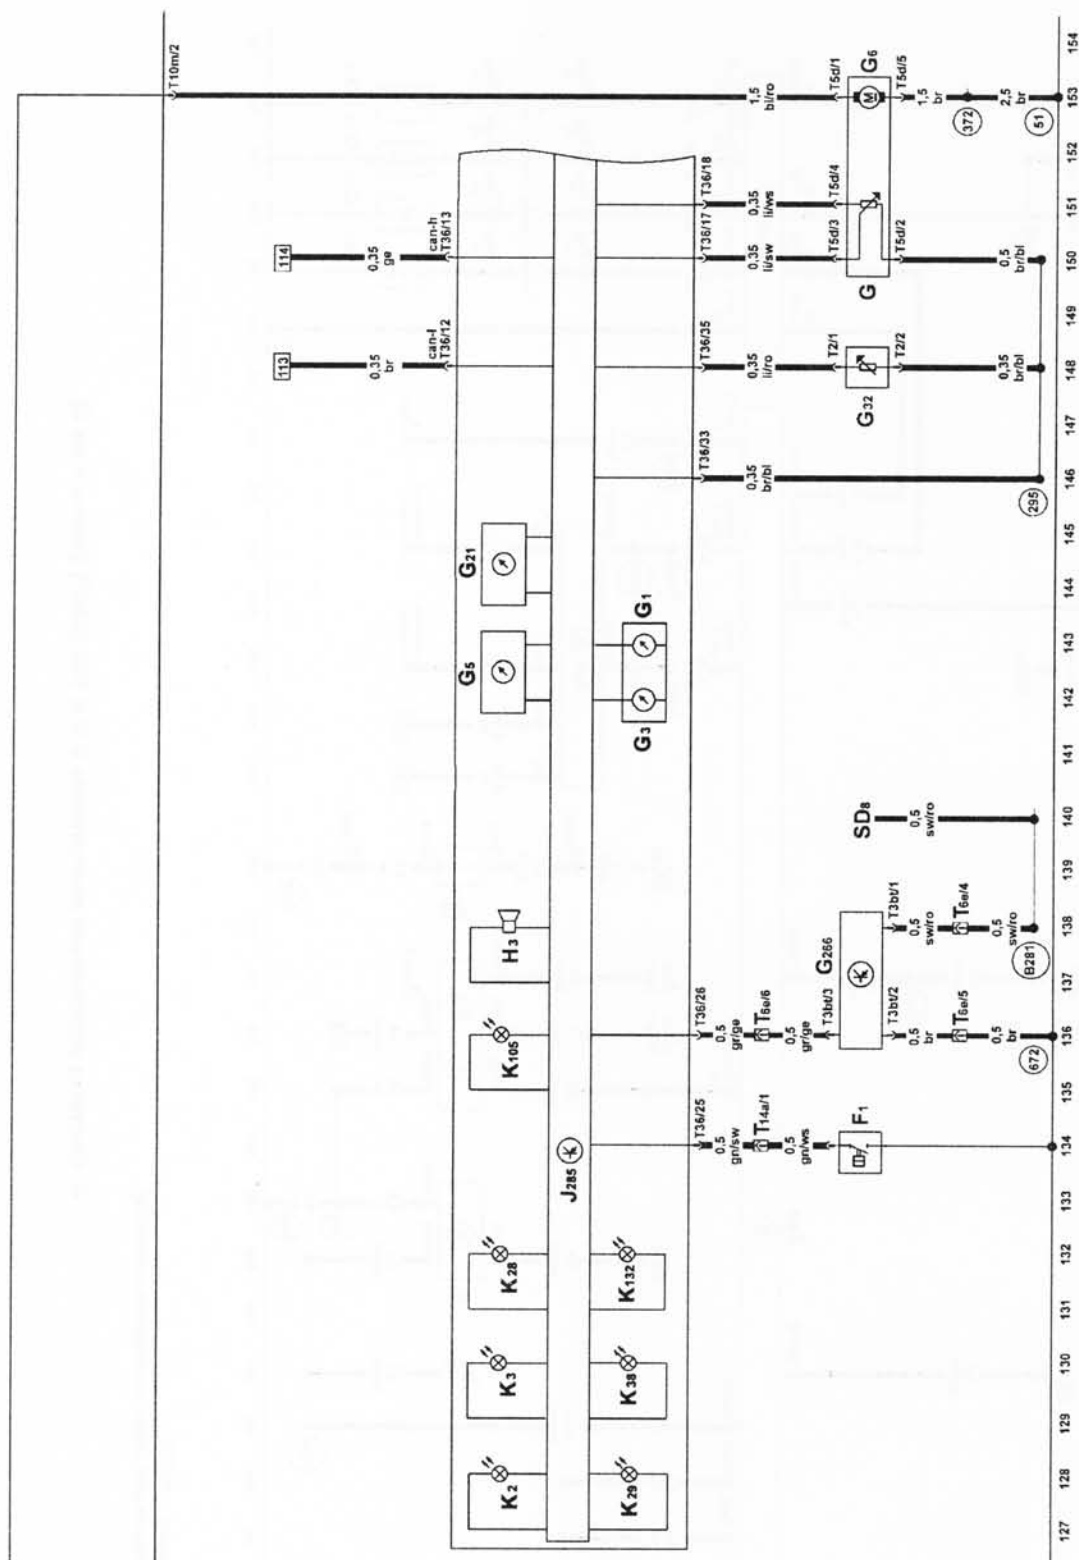 T10m/2
113 114
0,35 0,35
br ge
can-l can-h
T36/12 T36/13
G5 G21
K2 K3 K28 K105 H3
J285
K29 K38 K132
G3 G1
T36/25 T36/26 T36/33 T36/35 T36/17 T36/18
0,5 0,5
gn/sw gr/ge
0,35 0,35 0,35 0,35 1,5
br/bl li/ro li/sw li/ws bl/ro
T14a/1 T6e/6
0,5 0,5
gn/ws gr/ge
T3bt/3 G266 T2/1 T5d/3 T5d/4 T5d/1
F1 SD8 G32 G M G6
T3bt/2 T3bt/1 T2/2 T5d/2 T5d/5
0,5 0,5 0,5 1,5
br sw/ro sw/ro br
T6e/5 T6e/4 372
0,5 0,5 0,35 0,5 2,5
br sw/ro br/bl br/bl br
672 B281 295 51
127 128 129 130 131 132 133 134 135 136 137 138 139 140 141 142 143 144 145 146 147 148 149 150 151 152 153 154